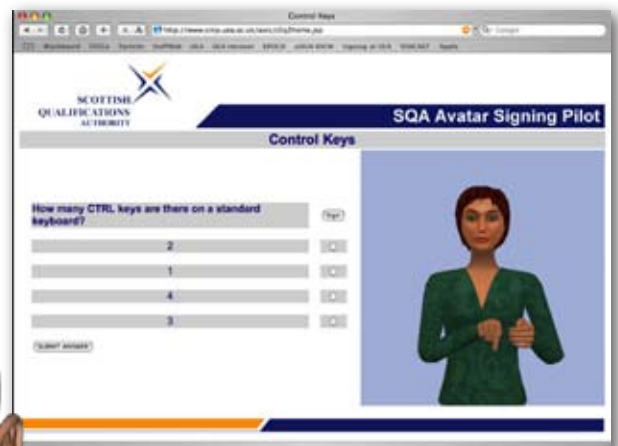 Control Keys
SCOTTISH
QUALIFICATIONS
AUTHORITY
SQA Avatar Signing Pilot
Control Keys
How many CTRL keys are there on a standard
keyboard?
Sign
2
1
4
3
SUBMIT ANSWER